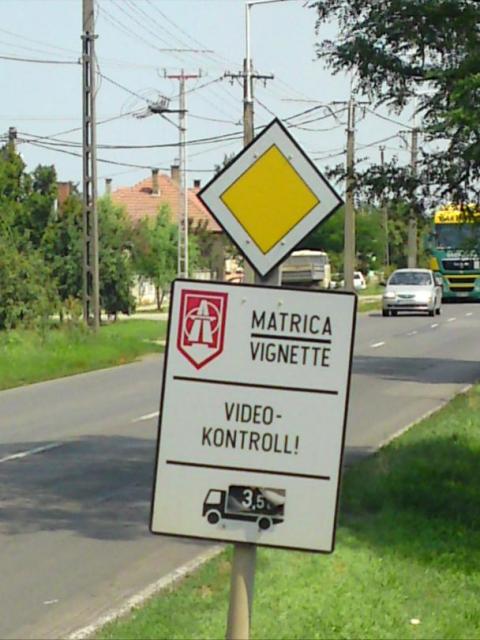 MATRICA
VIGNETTE
VIDEO-
KONTROLL!
3,5t